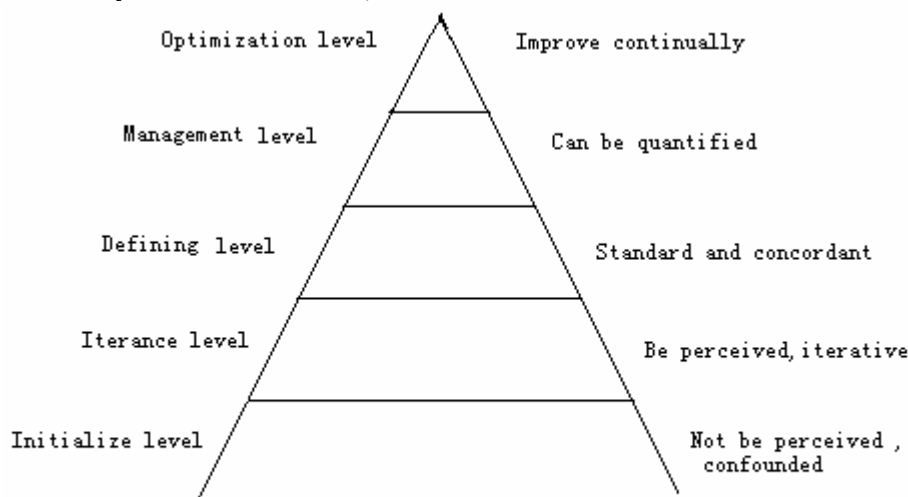 Optimization level
Improve continually
Management level
Can be quantified
Defining level
Standard and concordant
Iterance level
Be perceived, iterative
Initialize level
Not be perceived ,
confounded